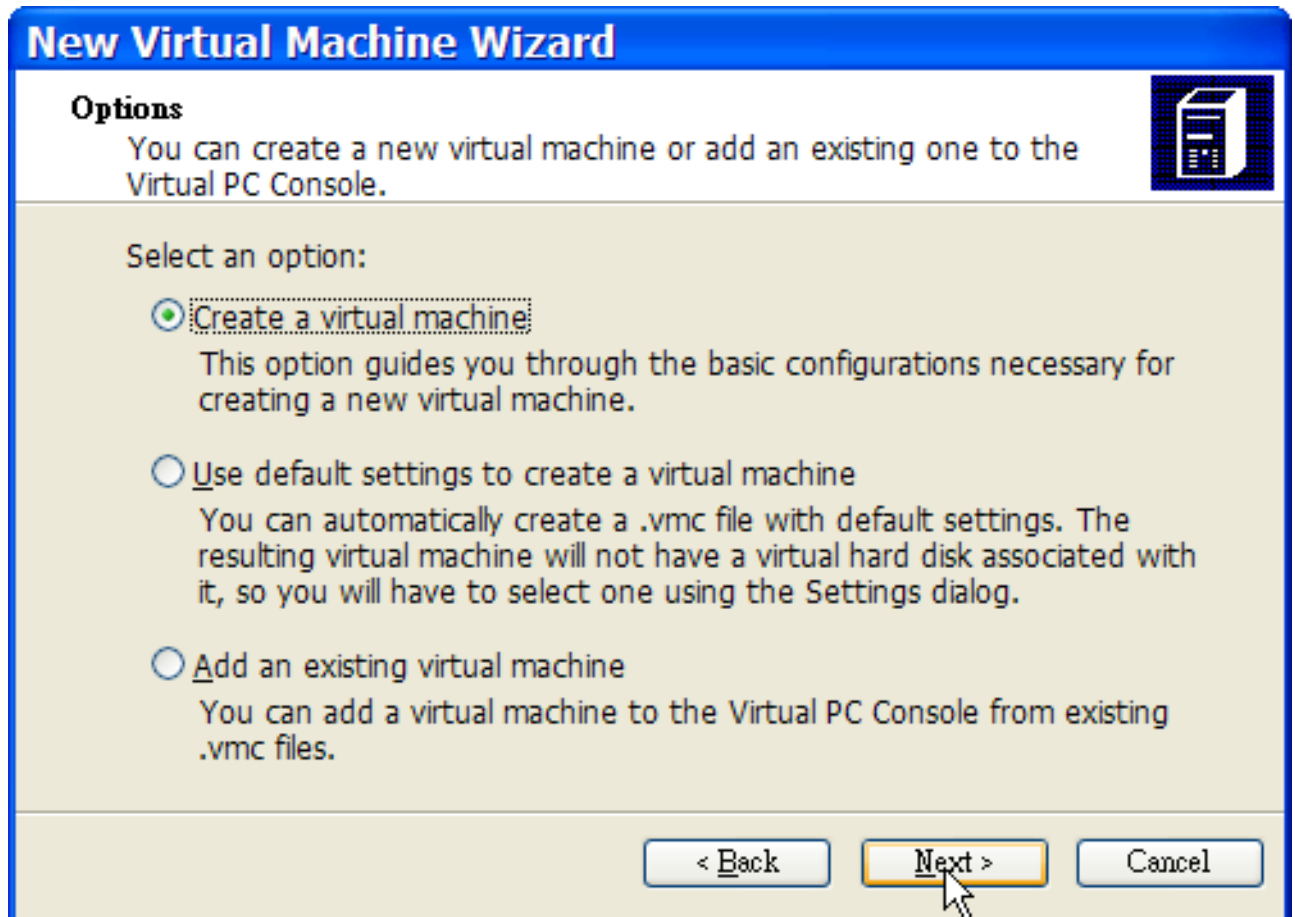 New Virtual Machine Wizard
Options
You can create a new virtual machine or add an existing one to the
Virtual PC Console.
Select an option:
Create a virtual machine
This option guides you through the basic configurations necessary for
creating a new virtual machine.
Use default settings to create a virtual machine
You can automatically create a .vmc file with default settings. The
resulting virtual machine will not have a virtual hard disk associated with
it, so you will have to select one using the Settings dialog.
Add an existing virtual machine
You can add a virtual machine to the Virtual PC Console from existing
.vmc files.
< Back Next > Cancel